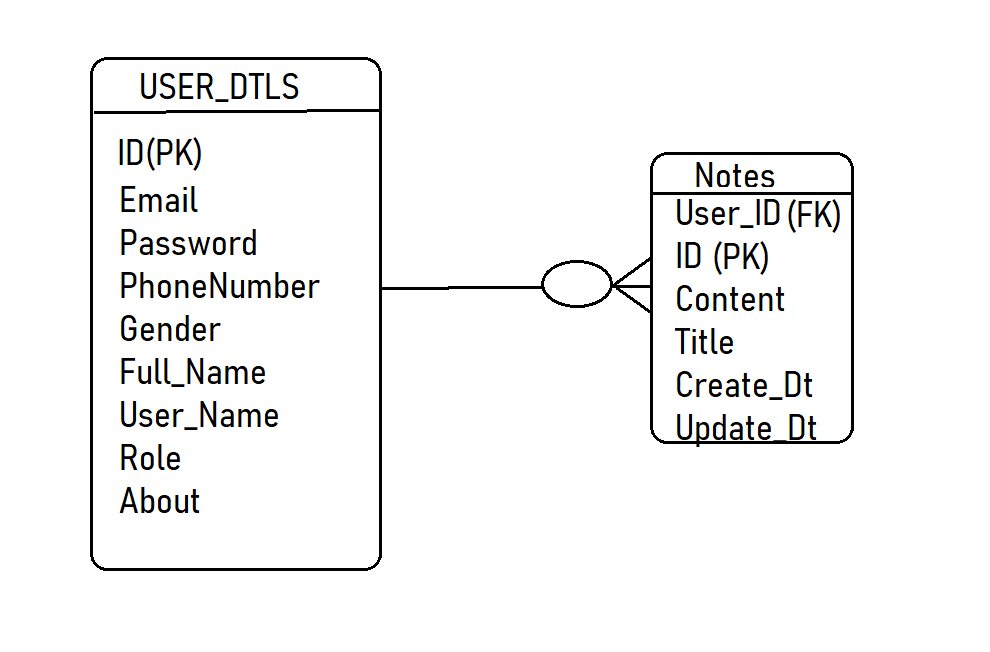 USER_DTLS
ID(PK)
Email
Password
PhoneNumber
Gender
Full_Name
User_Name
Role
About
Notes
User_ID (FK)
ID (PK)
Content
Title
Create_Dt
Update_Dt